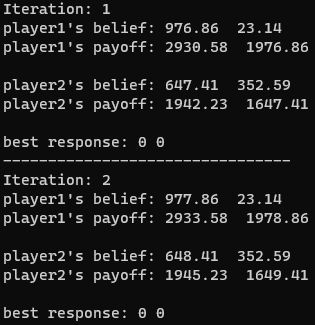 Iteration: 1
player1's belief: 976.86  23.14
player1's payoff: 2930.58  1976.86
player2's belief: 647.41  352.59
player2's payoff: 1942.23  1647.41
best response: 0 0
--------------------------------
Iteration: 2
player1's belief: 977.86  23.14
player1's payoff: 2933.58  1978.86
player2's belief: 648.41  352.59
player2's payoff: 1945.23  1649.41
best response: 0 0